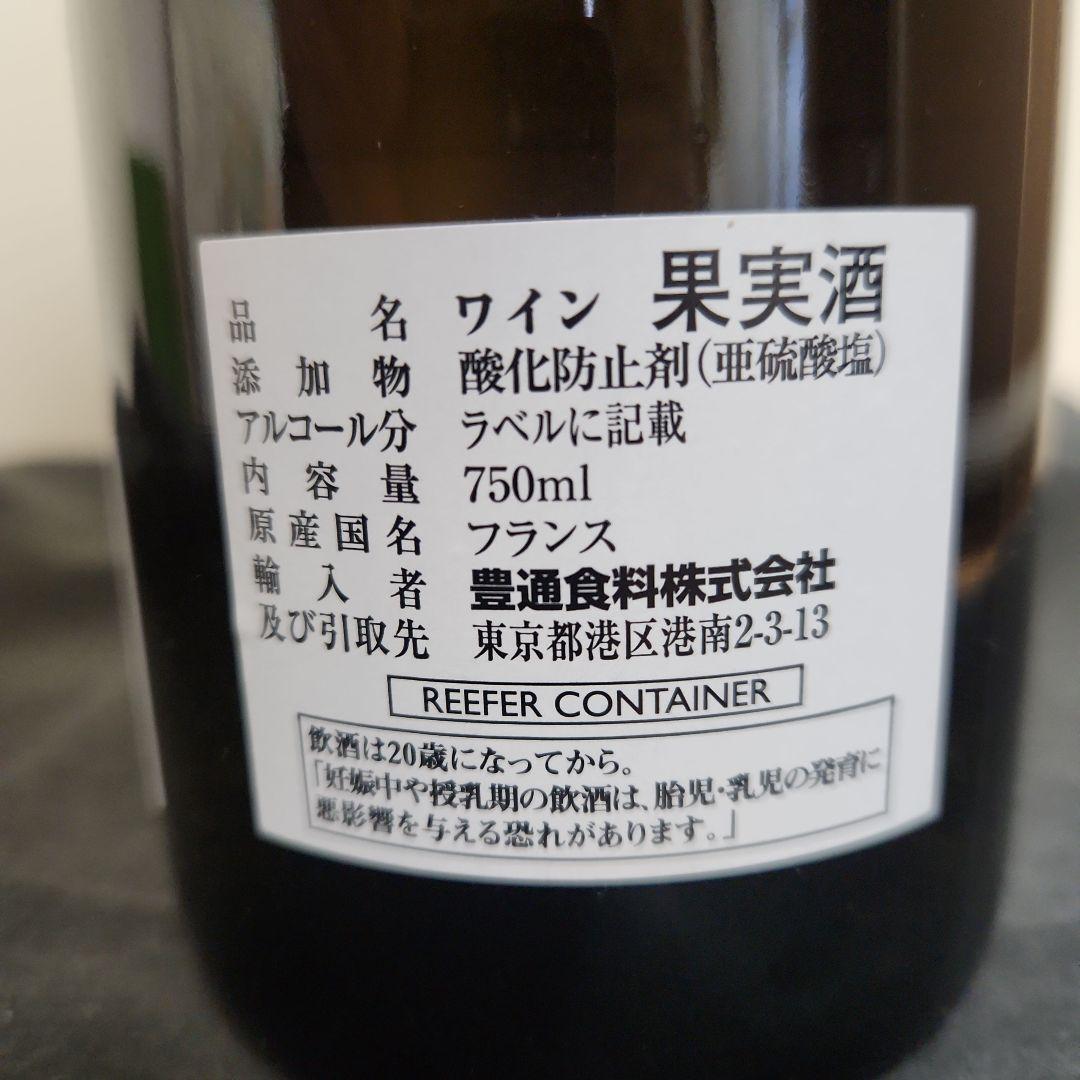 品名 ワイン 果実酒
添加物 酸化防止剤(亜硫酸塩)
アルコール分 ラベルに記載
内容量 750ml
原産国名 フランス
輸入者 豊通食料株式会社
及び引取先 東京都港区港南2-3-13
REEFER CONTAINER
飲酒は20歳になってから。
「妊娠中や授乳期の飲酒は、胎児・乳児の発育に
悪影響を与える恐れがあります。」